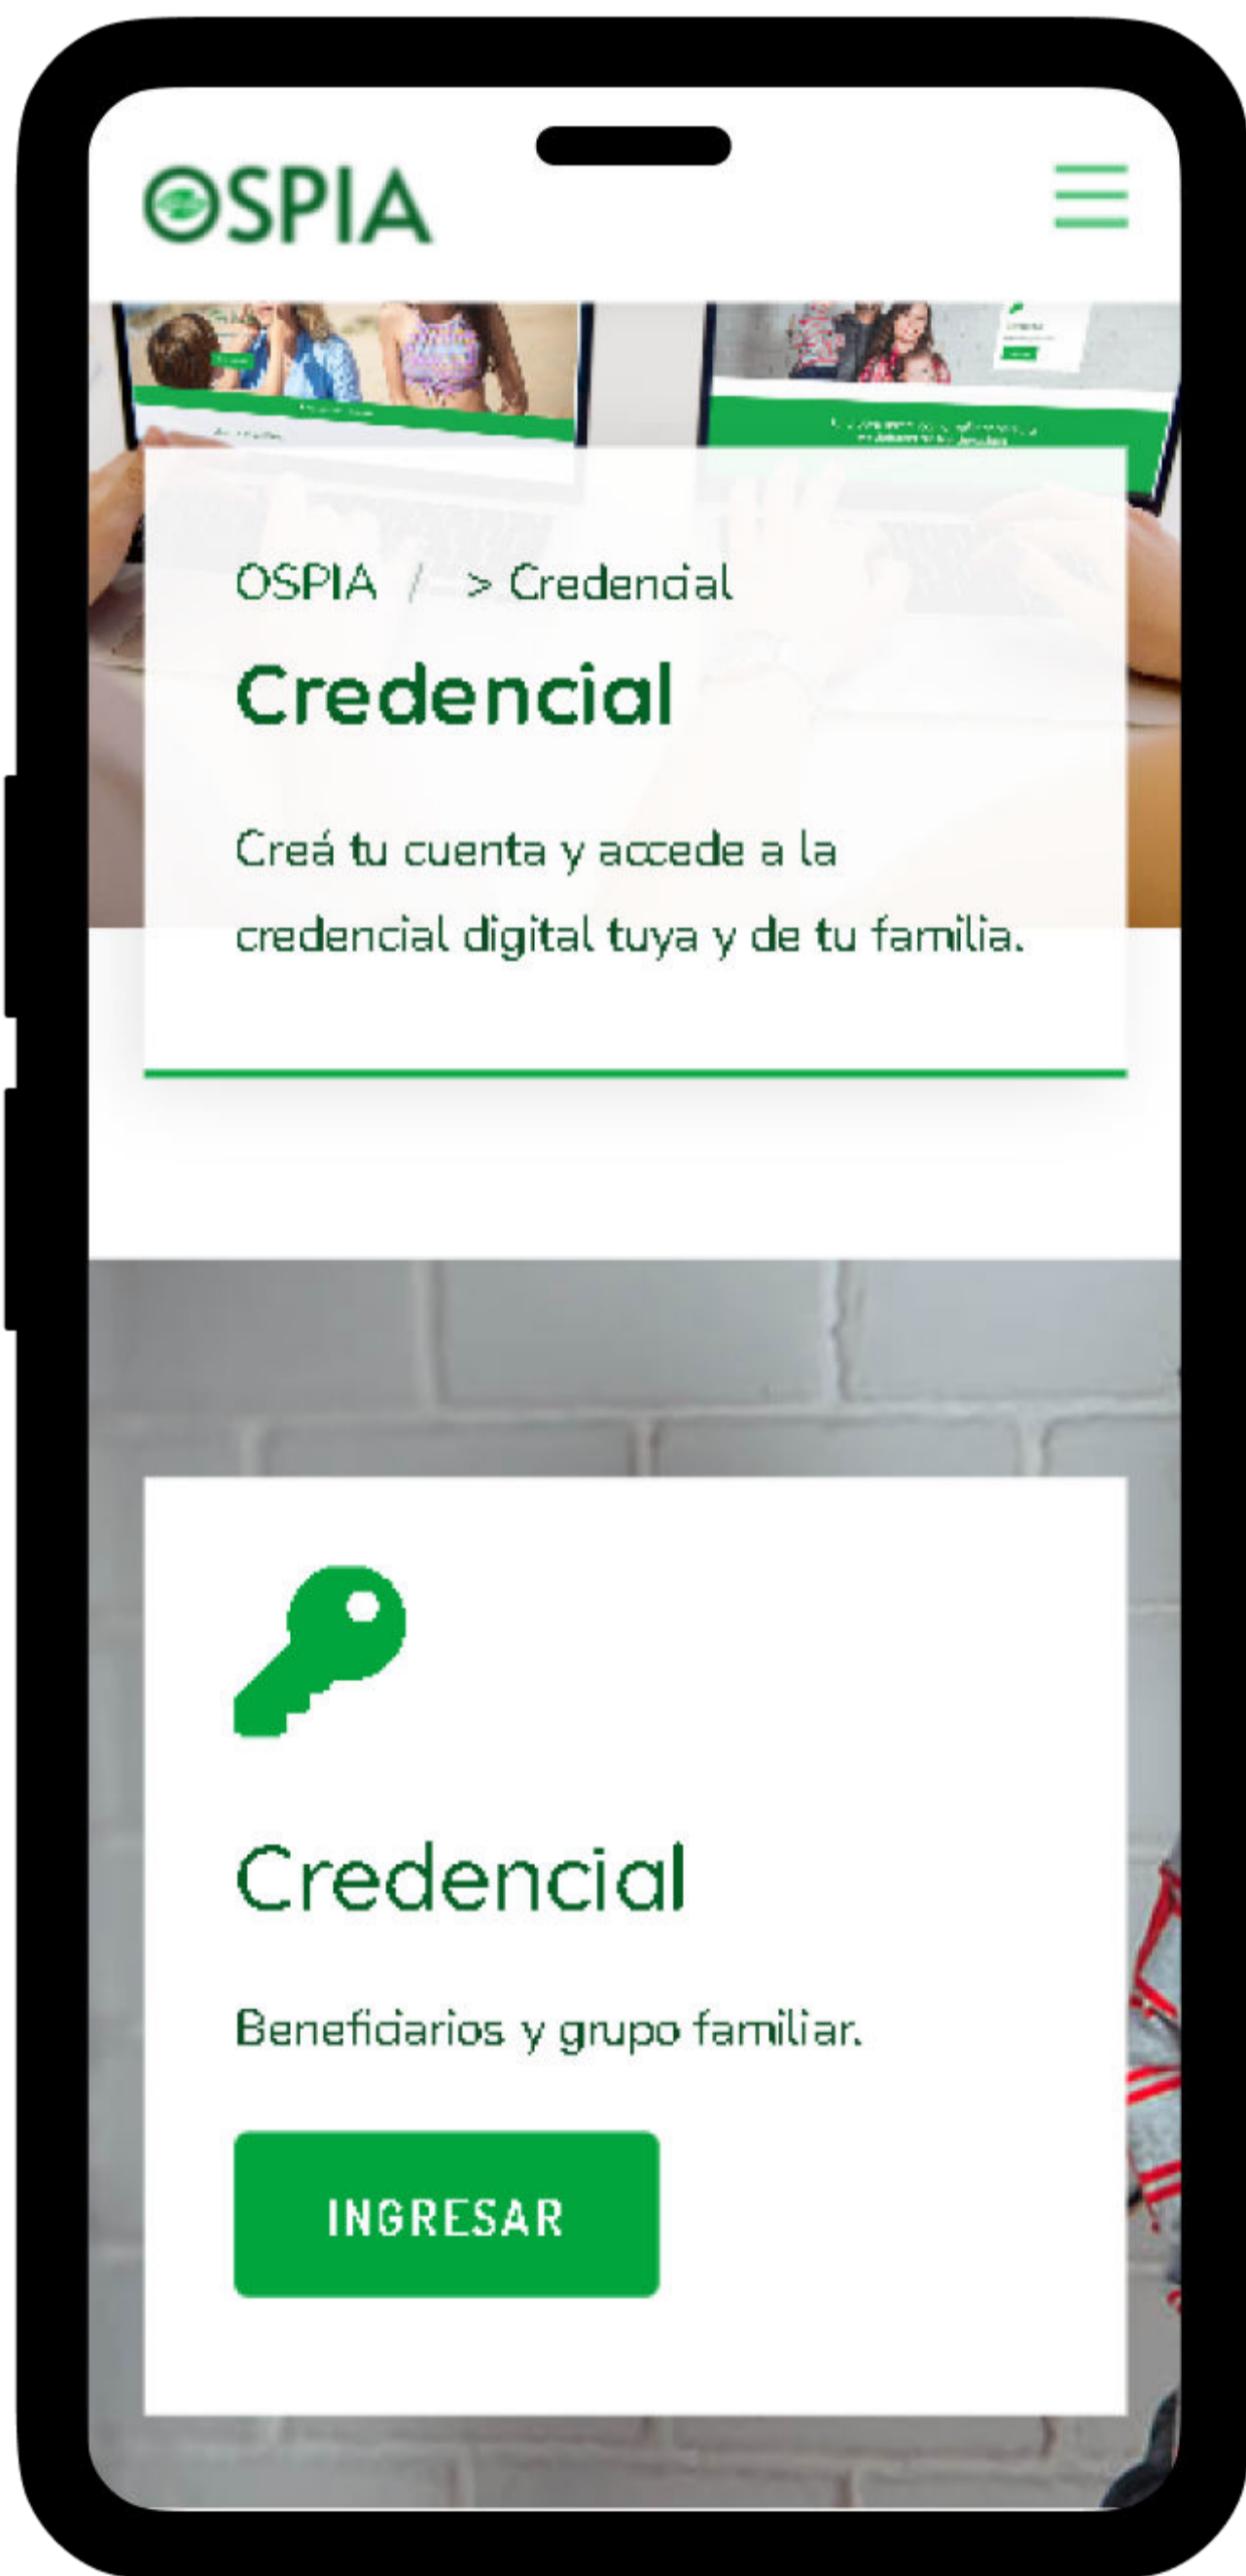 OSPIA
OSPIA / > Credencial
Credencial
Creá tu cuenta y accede a la
credencial digital tuya y de tu familia.
Credencial
Beneficiarios y grupo familiar.
INGRESAR